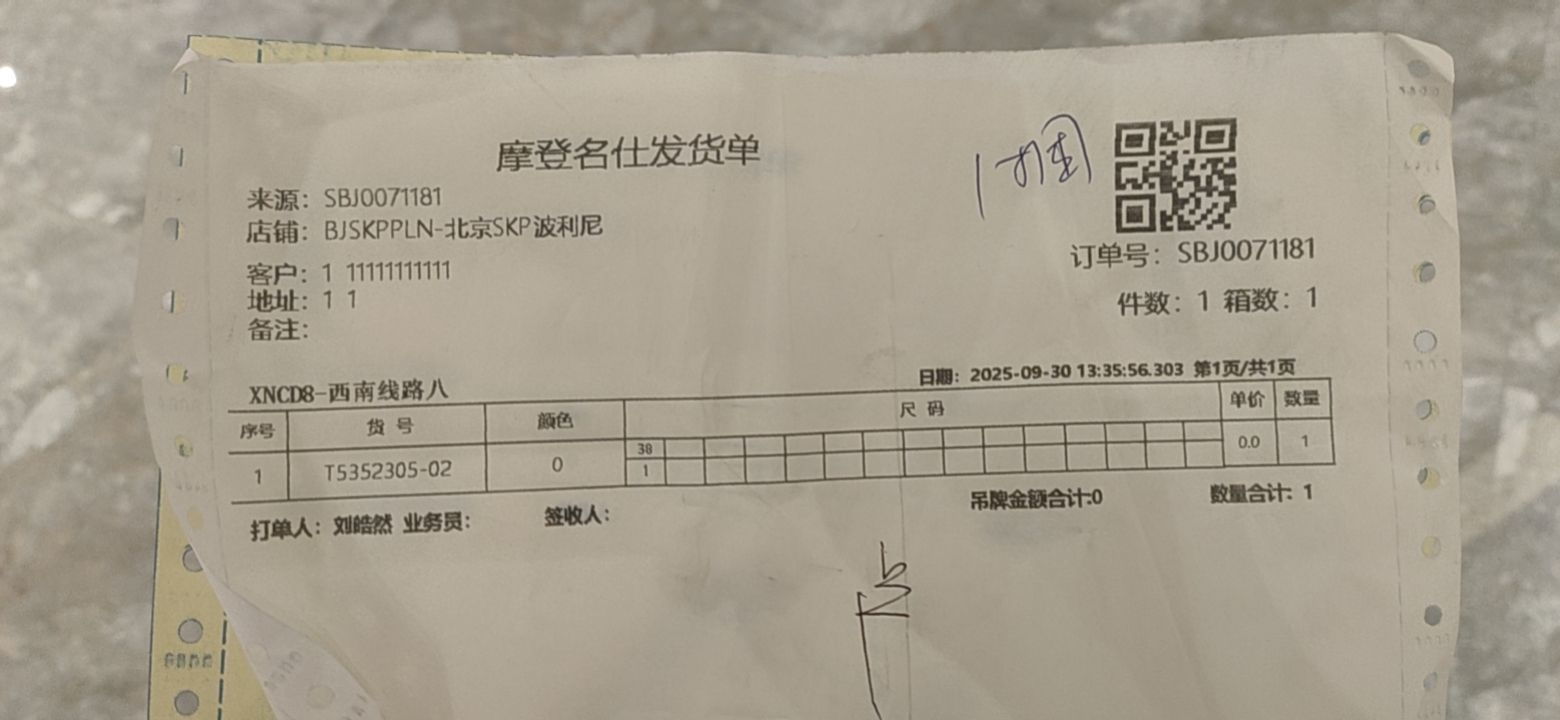 摩登名仕发货单
1捆
来源: SBJ0071181
店铺: BJSKPPLN-北京SKP波利尼
客户: 1 11111111111
地址: 1 1
备注:
订单号: SBJ0071181
件数: 1 箱数: 1
XNCD8-西南线路八
日期: 2025-09-30 13:35:56.303 第1页/共1页
序号 货号 颜色 尺码 单价 数量
38
1 T5352305-02 0 1 0.0 1
打单人: 刘皓然 业务员: 签收人: 吊牌金额合计:0 数量合计: 1